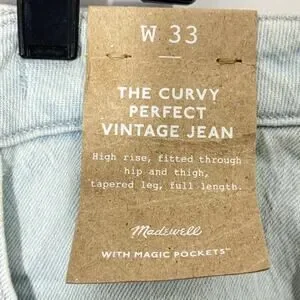 W 33
THE CURVY
PERFECT
VINTAGE JEAN
High rise, fitted through
hip and thigh,
tapered leg, full length.
Madewell
WITH MAGIC POCKETS™